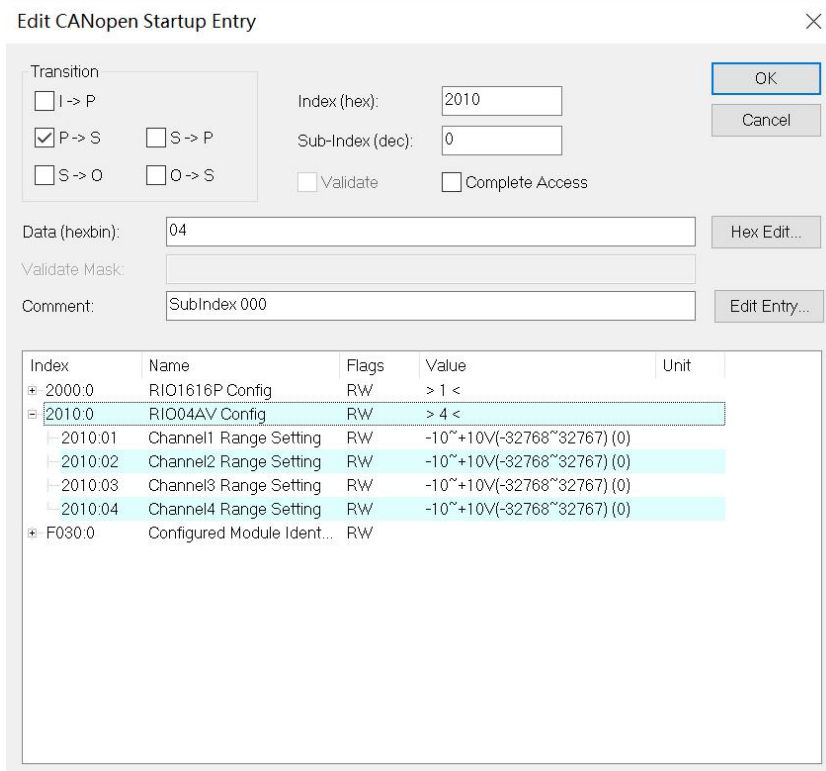 Edit CANopen Startup Entry
Transition
I -> P
P -> S
S -> P
S -> O
O -> S
Index (hex):
2010
Sub-Index (dec):
0
Validate
Complete Access
OK
Cancel
Data (hexbin):
04
Hex Edit...
Validate Mask:
Comment:
SubIndex 000
Edit Entry...
Index Name Flags Value Unit
2000:0 RIO1616P Config RW > 1 <
2010:0 RIO04AV Config RW > 4 <
2010:01 Channel1 Range Setting RW -10~+10V(-32768~32767) (0)
2010:02 Channel2 Range Setting RW -10~+10V(-32768~32767) (0)
2010:03 Channel3 Range Setting RW -10~+10V(-32768~32767) (0)
2010:04 Channel4 Range Setting RW -10~+10V(-32768~32767) (0)
F030:0 Configured Module Ident... RW